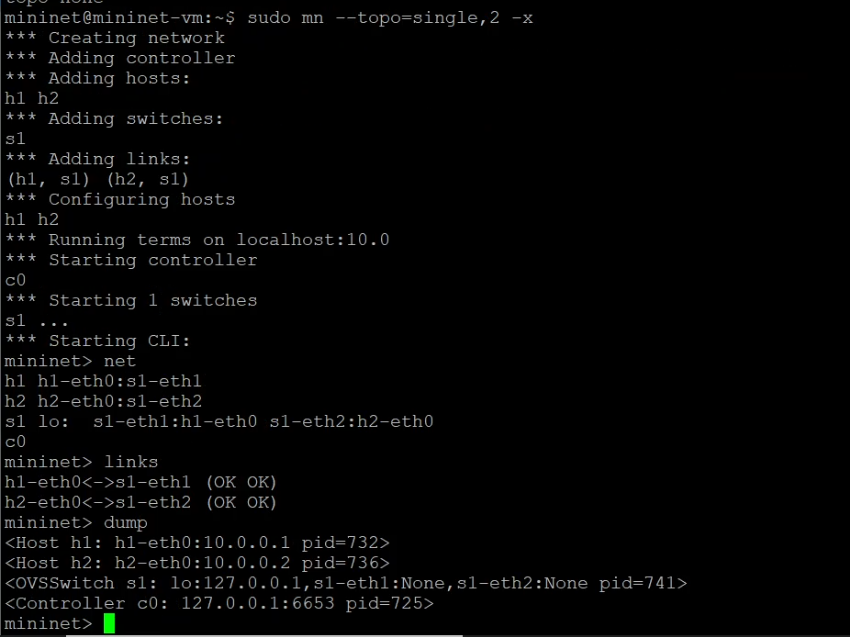 topo none
mininet@mininet-vm:~$ sudo mn --topo=single,2 -x
*** Creating network
*** Adding controller
*** Adding hosts:
h1 h2
*** Adding switches:
s1
*** Adding links:
(h1, s1) (h2, s1)
*** Configuring hosts
h1 h2
*** Running terms on localhost:10.0
*** Starting controller
c0
*** Starting 1 switches
s1 ...
*** Starting CLI:
mininet> net
h1 h1-eth0:s1-eth1
h2 h2-eth0:s1-eth2
s1 lo:  s1-eth1:h1-eth0 s1-eth2:h2-eth0
c0
mininet> links
h1-eth0<->s1-eth1 (OK OK)
h2-eth0<->s1-eth2 (OK OK)
mininet> dump
<Host h1: h1-eth0:10.0.0.1 pid=732>
<Host h2: h2-eth0:10.0.0.2 pid=736>
<OVSSwitch s1: lo:127.0.0.1,s1-eth1:None,s1-eth2:None pid=741>
<Controller c0: 127.0.0.1:6653 pid=725>
mininet>